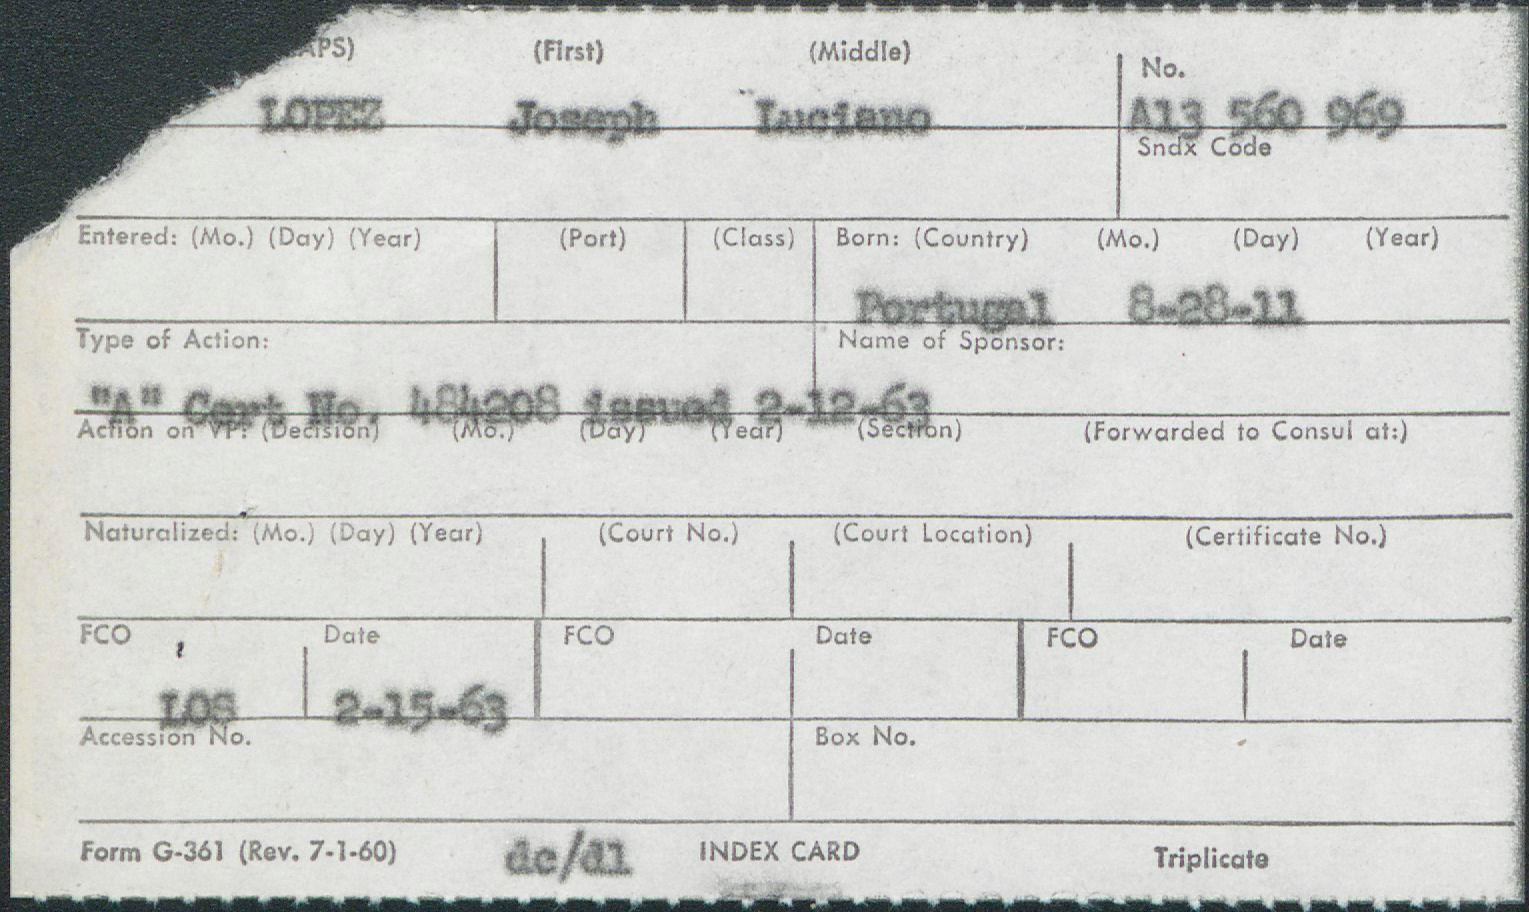 APS) (First) (Middle)
No.
LOPEZ Joseph Luciano A13 560 969
Sndx Code
Entered: (Mo.) (Day) (Year) (Port) (Class) Born: (Country) (Mo.) (Day) (Year)
Portugal 8-28-11
Type of Action: Name of Sponsor:
"A" Cert No. 484208 issued 2-12-63
Action on VP: (Decision) (Mo.) (Day) (Year) (Section) (Forwarded to Consul at:)
Naturalized: (Mo.) (Day) (Year) (Court No.) (Court Location) (Certificate No.)
FCO Date FCO Date FCO Date
LOS 2-15-63
Accession No. Box No.
Form G-361 (Rev. 7-1-60) dc/dl INDEX CARD Triplicate